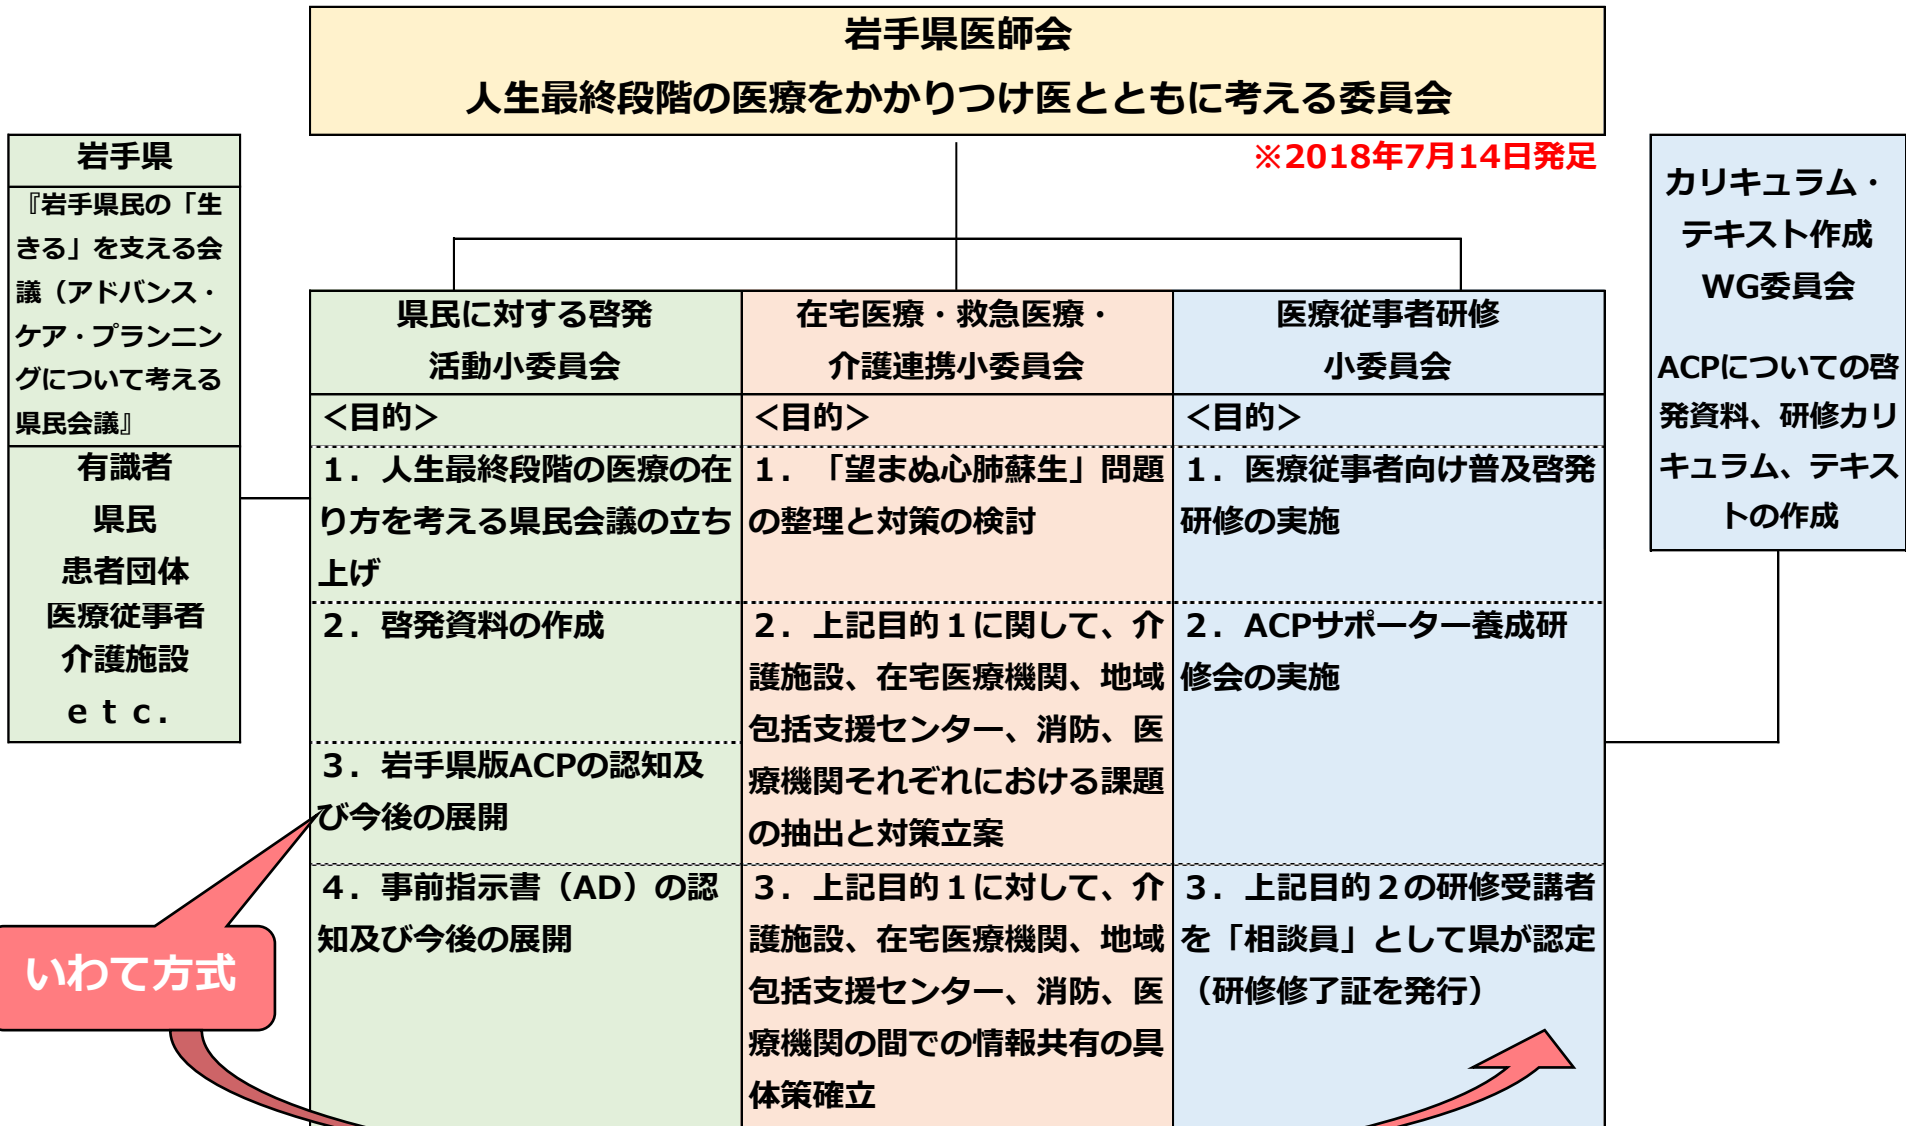 岩手県医師会
人生最終段階の医療をかかりつけ医とともに考える委員会
※2018年7月14日発足
岩手県
『岩手県民の「生
きる」を支える会
議（アドバンス・
ケア・プランニン
グについて考える
県民会議』
有識者
県民
患者団体
医療従事者
介護施設
ｅｔｃ．
県民に対する啓発
活動小委員会
＜目的＞
１．人生最終段階の医療の在
り方を考える県民会議の立ち
上げ
２．啓発資料の作成
３．岩手県版ACPの認知及
び今後の展開
４．事前指示書（AD）の認
知及び今後の展開
在宅医療・救急医療・
介護連携小委員会
＜目的＞
１．「望まぬ心肺蘇生」問題
の整理と対策の検討
２．上記目的１に関して、介
護施設、在宅医療機関、地域
包括支援センター、消防、医
療機関それぞれにおける課題
の抽出と対策立案
３．上記目的１に対して、介
護施設、在宅医療機関、地域
包括支援センター、消防、医
療機関の間での情報共有の具
体策確立
医療従事者研修
小委員会
＜目的＞
１．医療従事者向け普及啓発
研修の実施
２．ACPサポーター養成研
修会の実施
３．上記目的２の研修受講者
を「相談員」として県が認定
（研修修了証を発行）
カリキュラム・
テキスト作成
WG委員会
ACPについての啓
発資料、研修カリ
キュラム、テキス
トの作成
いわて方式